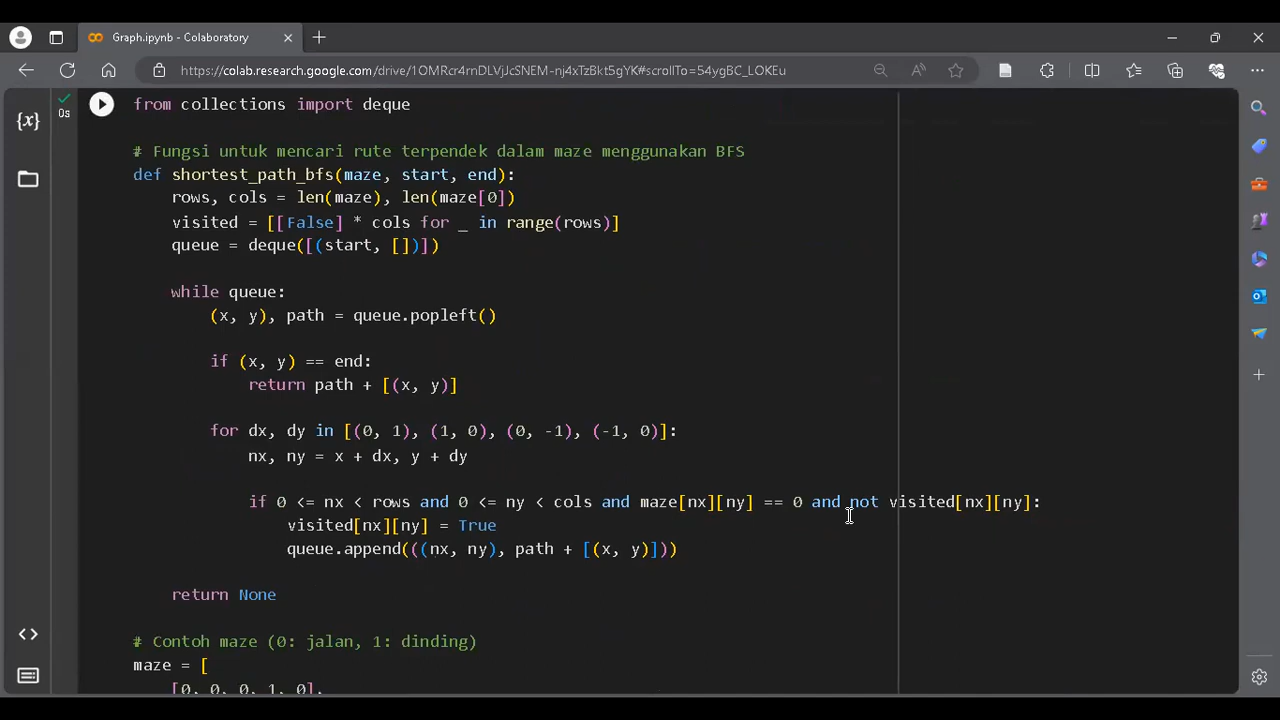 Graph.ipynb - Colaboratory
https://colab.research.google.com/drive/1OMRcr4rnDLVjJcSNEM-nj4xTzBkt5gYK#scrollTo=54ygBC_LOKEu
0s
from collections import deque
# Fungsi untuk mencari rute terpendek dalam maze menggunakan BFS
def shortest_path_bfs(maze, start, end):
    rows, cols = len(maze), len(maze[0])
    visited = [[False] * cols for _ in range(rows)]
    queue = deque([(start, [])])
    while queue:
        (x, y), path = queue.popleft()
        if (x, y) == end:
            return path + [(x, y)]
        for dx, dy in [(0, 1), (1, 0), (0, -1), (-1, 0)]:
            nx, ny = x + dx, y + dy
            if 0 <= nx < rows and 0 <= ny < cols and maze[nx][ny] == 0 and not visited[nx][ny]:
                visited[nx][ny] = True
                queue.append(((nx, ny), path + [(x, y)]))
    return None
# Contoh maze (0: jalan, 1: dinding)
maze = [
    [0, 0, 0, 1, 0],